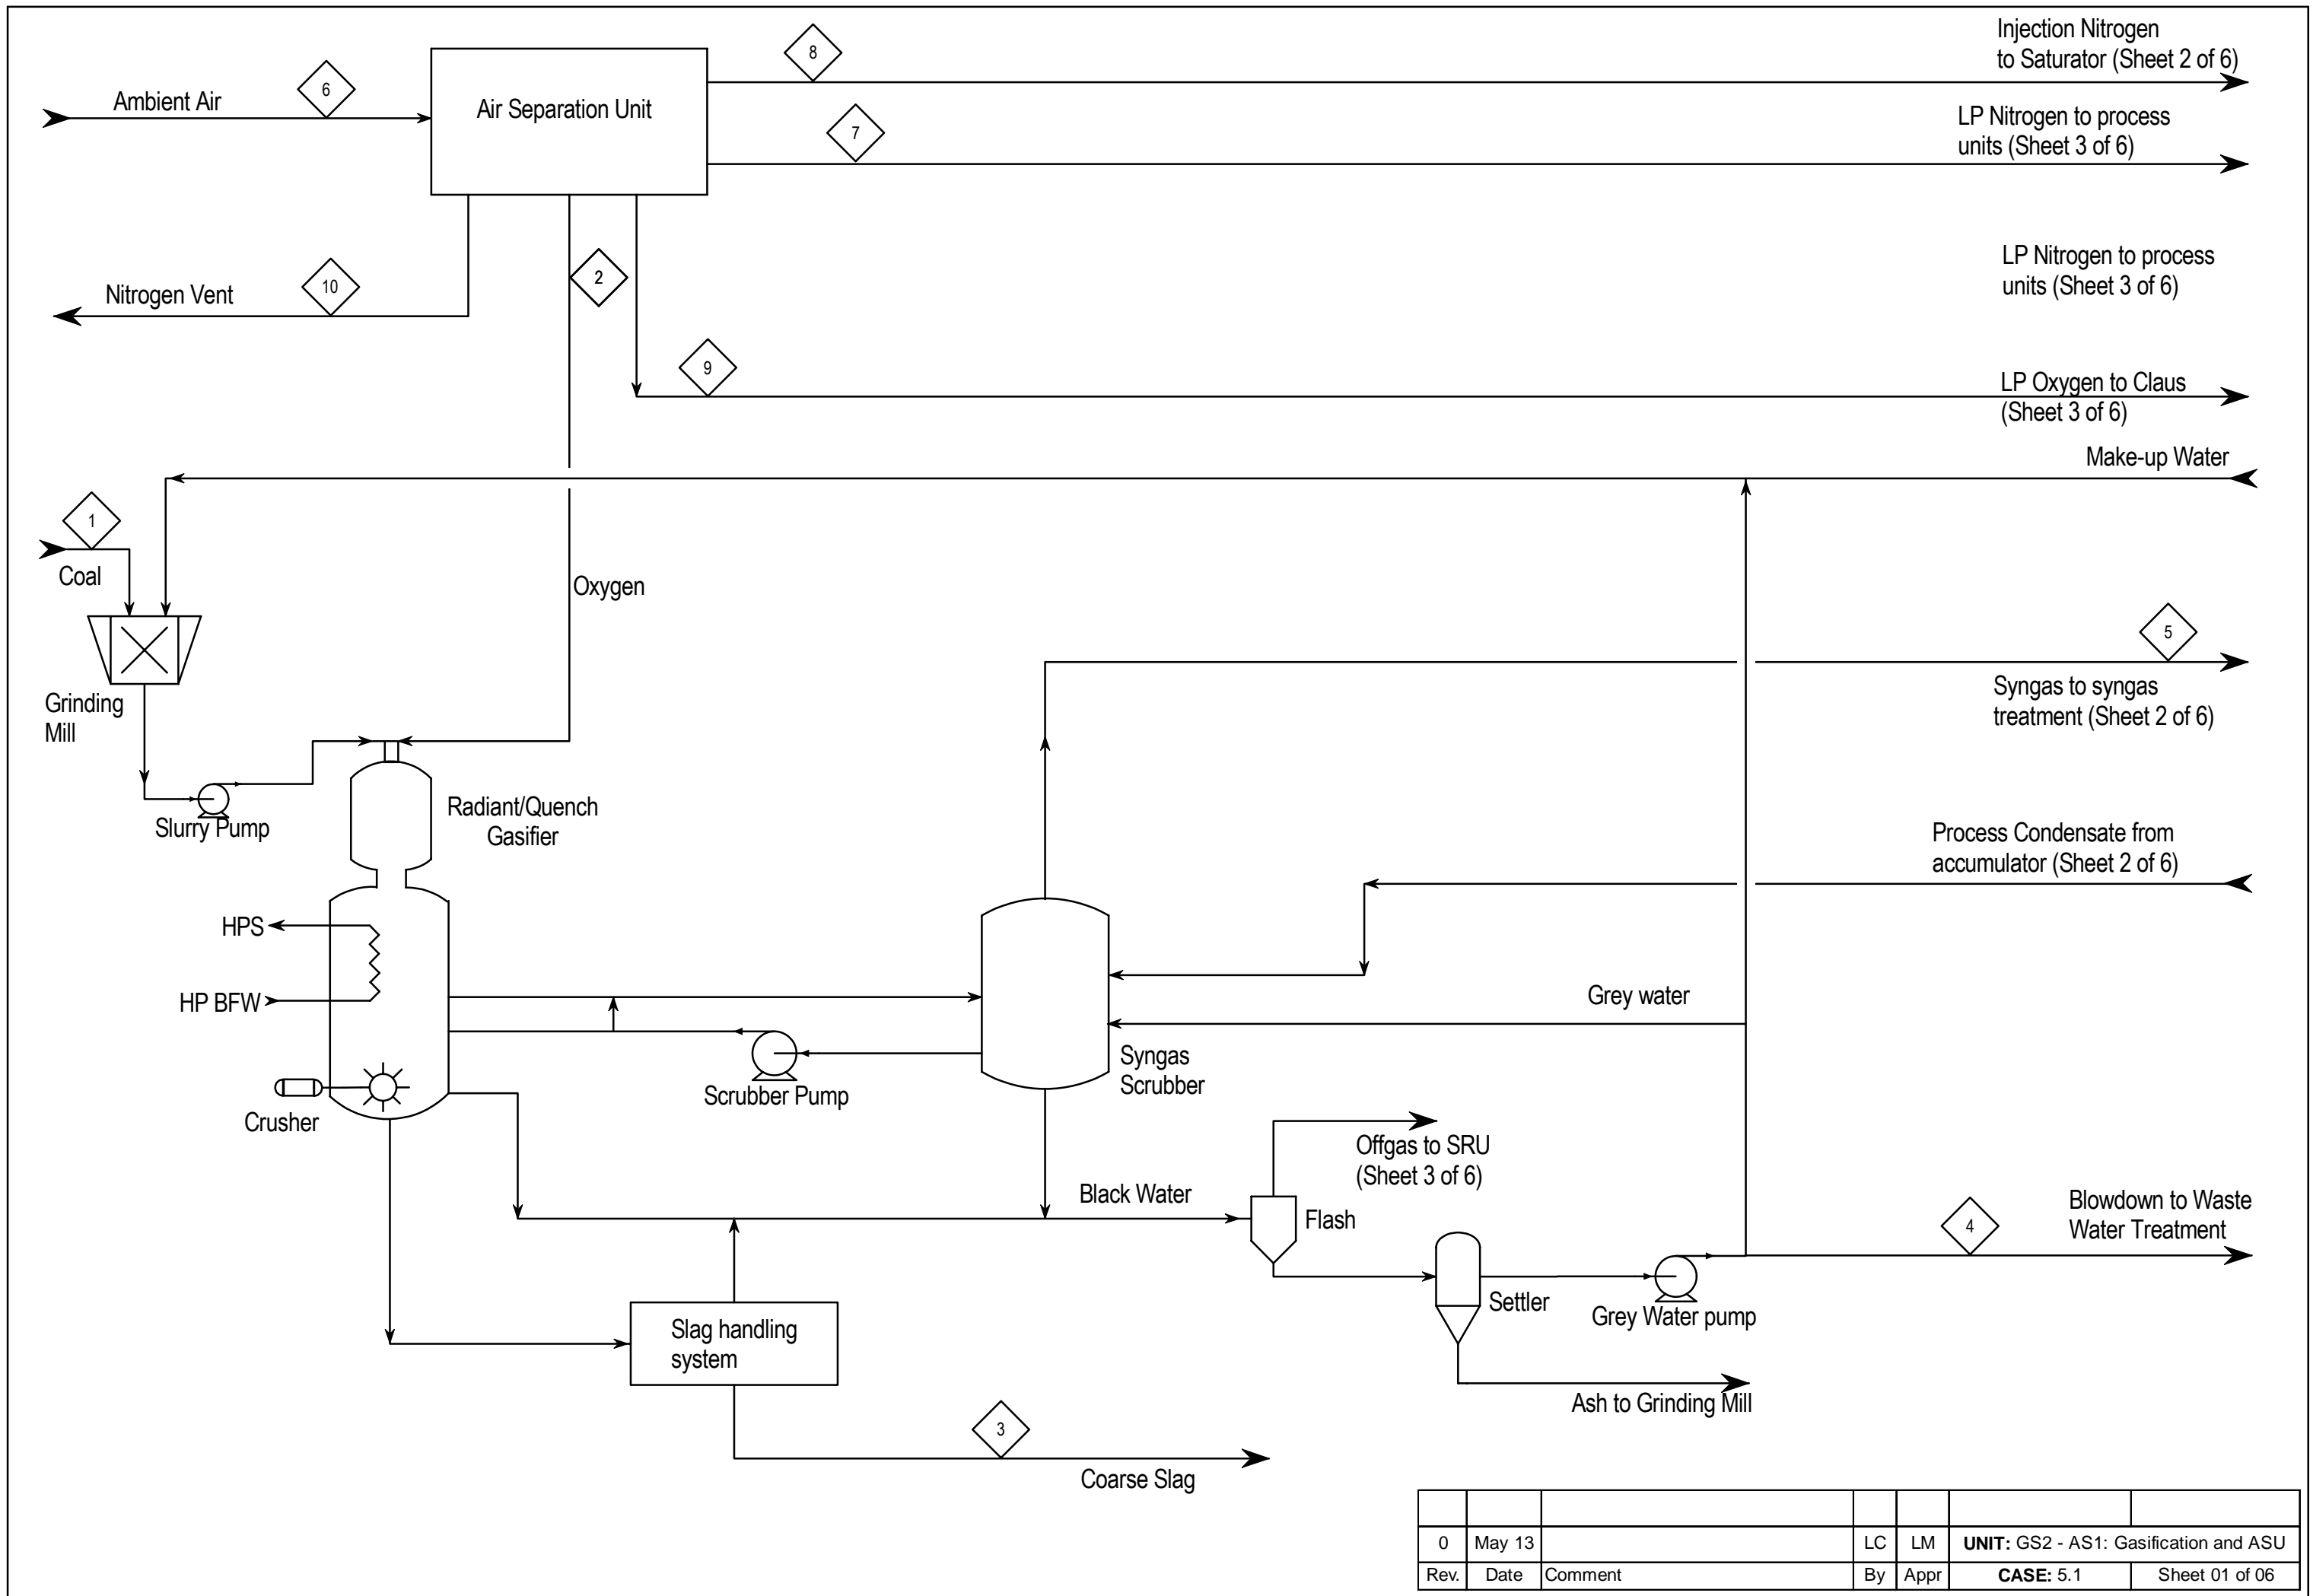 Injection Nitrogen
to Saturator (Sheet 2 of 6)
8
6
Ambient Air
Air Separation Unit
7
LP Nitrogen to process
units (Sheet 3 of 6)
LP Nitrogen to process
units (Sheet 3 of 6)
10
Nitrogen Vent
2
9
LP Oxygen to Claus
(Sheet 3 of 6)
Make-up Water
1
Coal
Oxygen
5
Grinding
Mill
Syngas to syngas
treatment (Sheet 2 of 6)
Slurry Pump
Radiant/Quench
Gasifier
Process Condensate from
accumulator (Sheet 2 of 6)
HPS
HP BFW
Grey water
Syngas
Scrubber
Scrubber Pump
Crusher
Offgas to SRU
(Sheet 3 of 6)
Black Water
Flash
4
Blowdown to Waste
Water Treatment
Settler
Grey Water pump
Slag handling
system
Ash to Grinding Mill
3
Coarse Slag
0 May 13 LC LM UNIT: GS2 - AS1: Gasification and ASU
Rev. Date Comment By Appr CASE: 5.1 Sheet 01 of 06